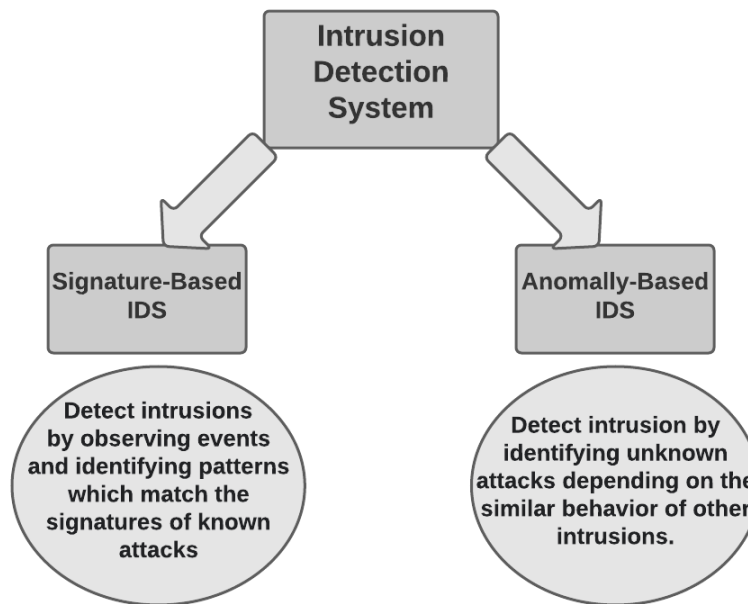 Intrusion
Detection
System
Signature-Based
IDS
Anomally-Based
IDS
Detect intrusions
by observing events
and identifying patterns
which match the
signatures of known
attacks
Detect intrusion by
identifying unknown
attacks depending on the
similar behavior of other
intrusions.